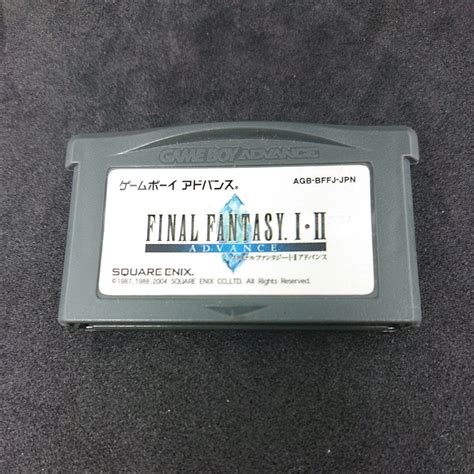 GAME BOY ADVANCE
ゲームボーイ アドバンス®
AGB-BFFJ-JPN
FINAL FANTASY. I・II
ADVANCE
ファイナルファンタジーI・IIアドバンス
SQUARE ENIX.
©1987, 1988, 2004 SQUARE ENIX CO.,LTD. All Rights Reserved.